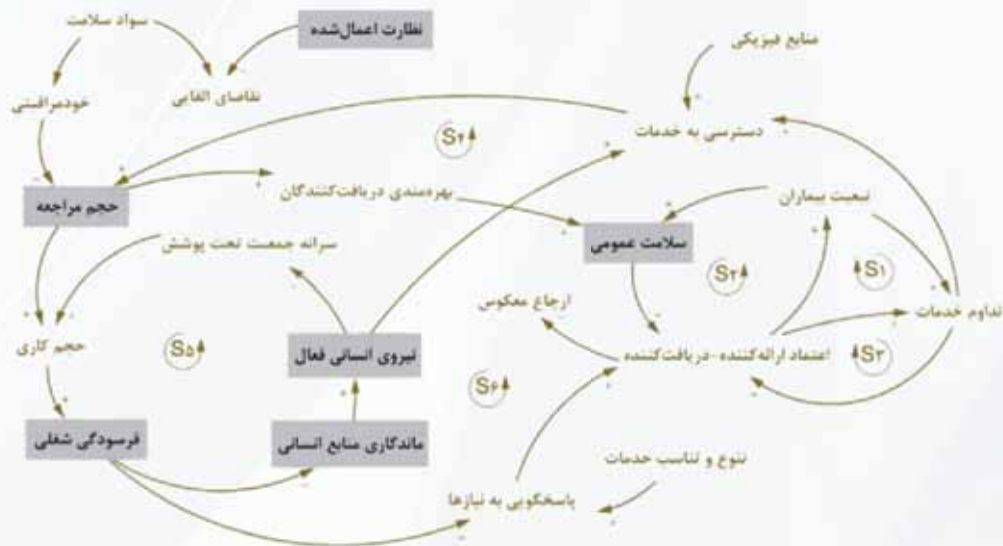 سواد سلامت
نظارت اعمال‌شده
منابع فیزیکی
خودمراقبتی
تقاضای القایی
دسترسی به خدمات
S۴
بهره‌مندی دریافت‌کنندگان
تبعیت بیماران
حجم مراجعه
سرانه جمعیت تحت پوشش
سلامت عمومی
S۲
S۱
ارجاع معکوس
تداوم خدمات
حجم کاری
S۵
نیروی انسانی فعال
اعتماد ارائه‌کننده -دریافت‌کننده
S۳
S۶
فرسودگی شغلی
ماندگاری منابع انسانی
تنوع و تناسب خدمات
پاسخگویی به نیازها